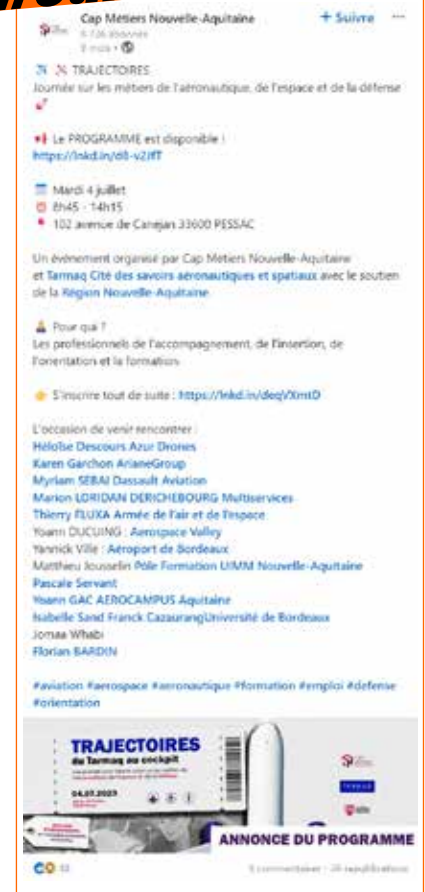 Cap Métiers Nouvelle-Aquitaine
+ Suivre
TRAJECTOIRES
Journée sur les métiers de l'aéronautique, de l'espace et de la défense
Le PROGRAMME est disponible !
Mardi 4 juillet
8h45 - 14h15
102 avenue de Canejan 33600 PESSAC
Un évènement organisé par Cap Métiers Nouvelle-Aquitaine
et Tarmaq Cité des savoirs aéronautiques et spatiaux avec le soutien
de la Région Nouvelle-Aquitaine
Pour qui ?
Les professionnels de l'accompagnement, de l'insertion, de
l'orientation et la formation
S'inscrire tout de suite : https://lnkd.in/deqVXmtD
L'occasion de venir rencontrer :
Héloïse Descours Azur Drones
Karen Garchon ArianeGroup
Myriam SEBAI Dassault Aviation
Marion LORIDAN DERICHEBOURG Multiservices
Thierry FLUXA Armée de l'air et de l'espace
Yoann DUCUING : Aerospace Valley
Yannick Ville : Aéroport de Bordeaux
Matthieu Jousselin Pôle Formation UIMM Nouvelle-Aquitaine
Pascale Servant
Yoann GAC AEROCAMPUS Aquitaine
Isabelle Sand Franck CazaurangUniversité de Bordeaux
Jomaa Whabi
Florian BARDIN
#aviation #aerospace #aeronautique #formation #emploi #defense
#orientation
TRAJECTOIRES
du Tarmaq au cockpit
04.07.2023
ANNONCE DU PROGRAMME